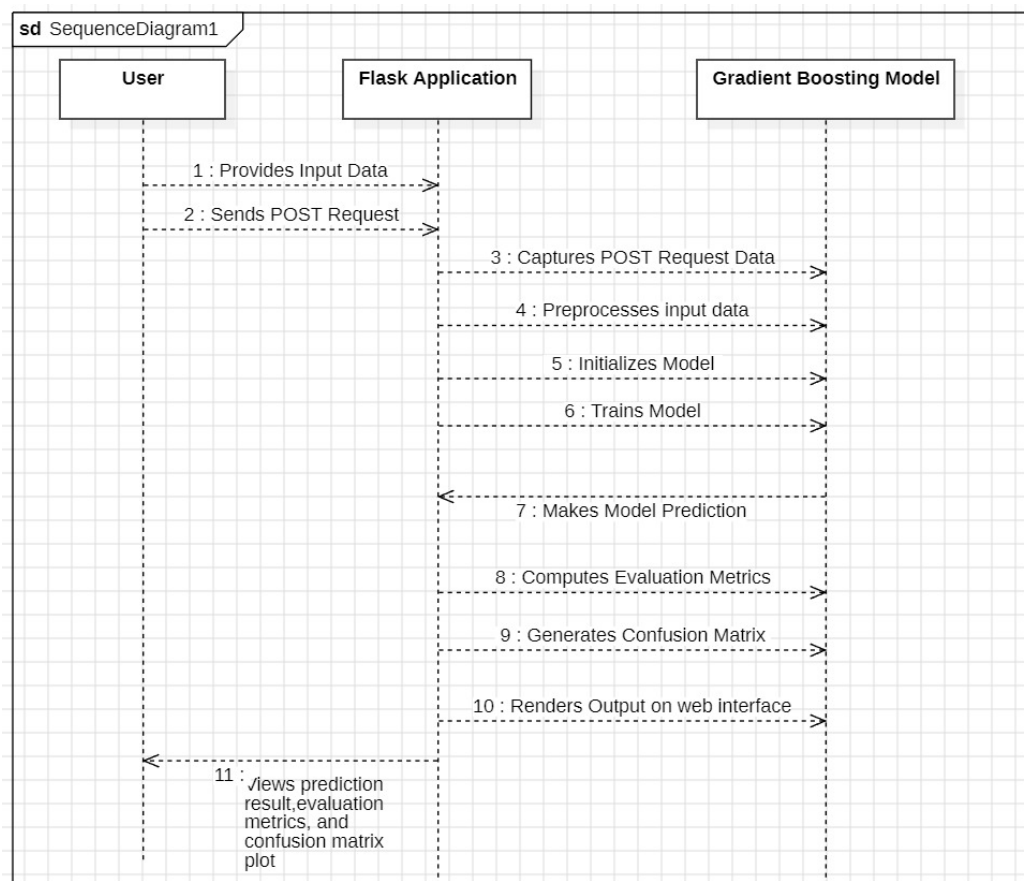 sd SequenceDiagram1
User
Flask Application
Gradient Boosting Model
1 : Provides Input Data
2 : Sends POST Request
3 : Captures POST Request Data
4 : Preprocesses input data
5 : Initializes Model
6 : Trains Model
7 : Makes Model Prediction
8 : Computes Evaluation Metrics
9 : Generates Confusion Matrix
10 : Renders Output on web interface
11 :
Views prediction
result,evaluation
metrics, and
confusion matrix
plot